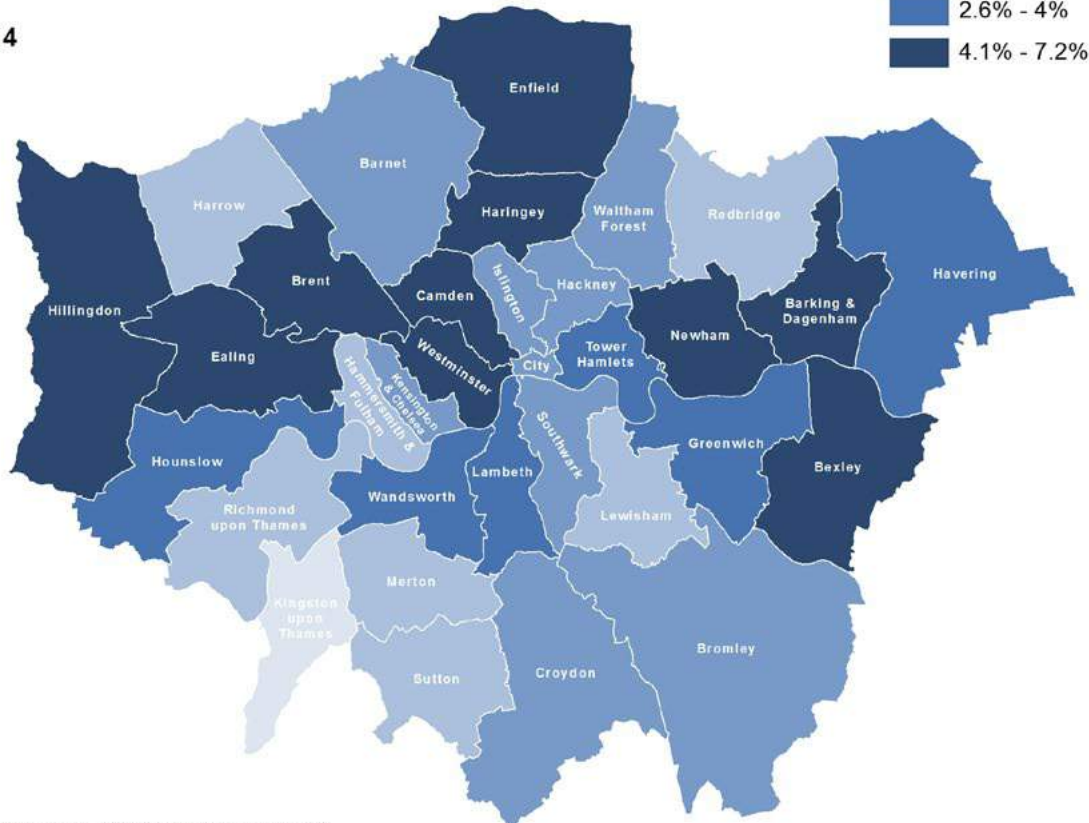 2.6% - 4%
4
4.1% - 7.2%
Enfield
Barnet
Harrow
Haringey
Waltham
Forest
Redbridge
Havering
Hillingdon
Brent
Camden
Islington
Hackney
Barking &
Dagenham
Newham
Ealing
Westminster
City
Tower
Hamlets
Kensington
& Chelsea
Hammersmith &
Fulham
Hounslow
Greenwich
Bexley
Southwark
Lambeth
Wandsworth
Richmond
upon Thames
Lewisham
Merton
Kingston
upon
Thames
Bromley
Croydon
Sutton